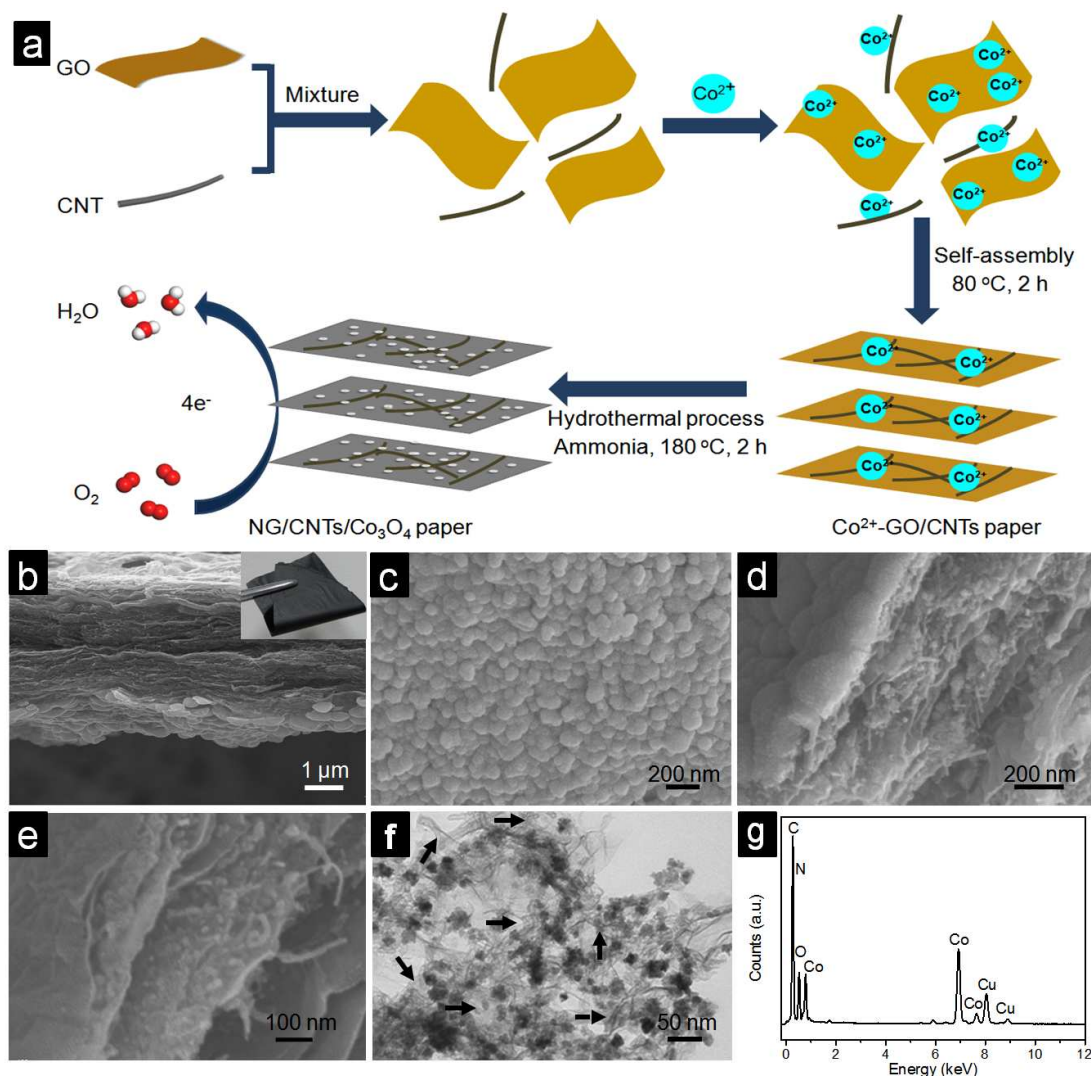 a
GO
CNT
Mixture
Co²⁺
Co²⁺
Co²⁺
Co²⁺
Co²⁺
Co²⁺
Co²⁺
Co²⁺
Co²⁺
Co²⁺
Co²⁺
Self-assembly
80 °C, 2 h
Co²⁺
Co²⁺
Co²⁺
Co²⁺
Co²⁺
Co²⁺
Co²⁺-GO/CNTs paper
Hydrothermal process
Ammonia, 180 °C, 2 h
NG/CNTs/Co₃O₄ paper
H₂O
4e⁻
O₂
b
1 µm
c
200 nm
d
200 nm
e
100 nm
f
50 nm
g
C
N
O
Co
Co
Co
Cu
Cu
Counts (a.u.)
0 2 4 6 8 10 12
Energy (keV)